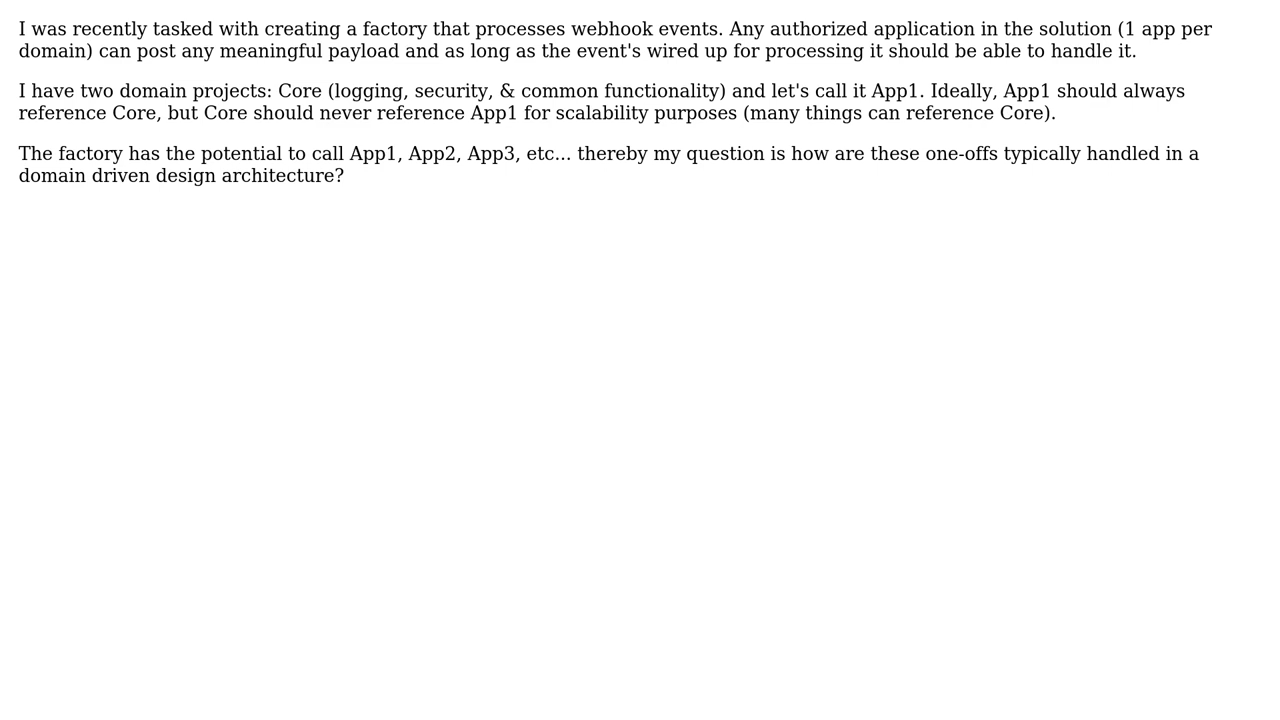 I was recently tasked with creating a factory that processes webhook events. Any authorized application in the solution (1 app per
domain) can post any meaningful payload and as long as the event's wired up for processing it should be able to handle it.
I have two domain projects: Core (logging, security, & common functionality) and let's call it App1. Ideally, App1 should always
reference Core, but Core should never reference App1 for scalability purposes (many things can reference Core).
The factory has the potential to call App1, App2, App3, etc... thereby my question is how are these one-offs typically handled in a
domain driven design architecture?